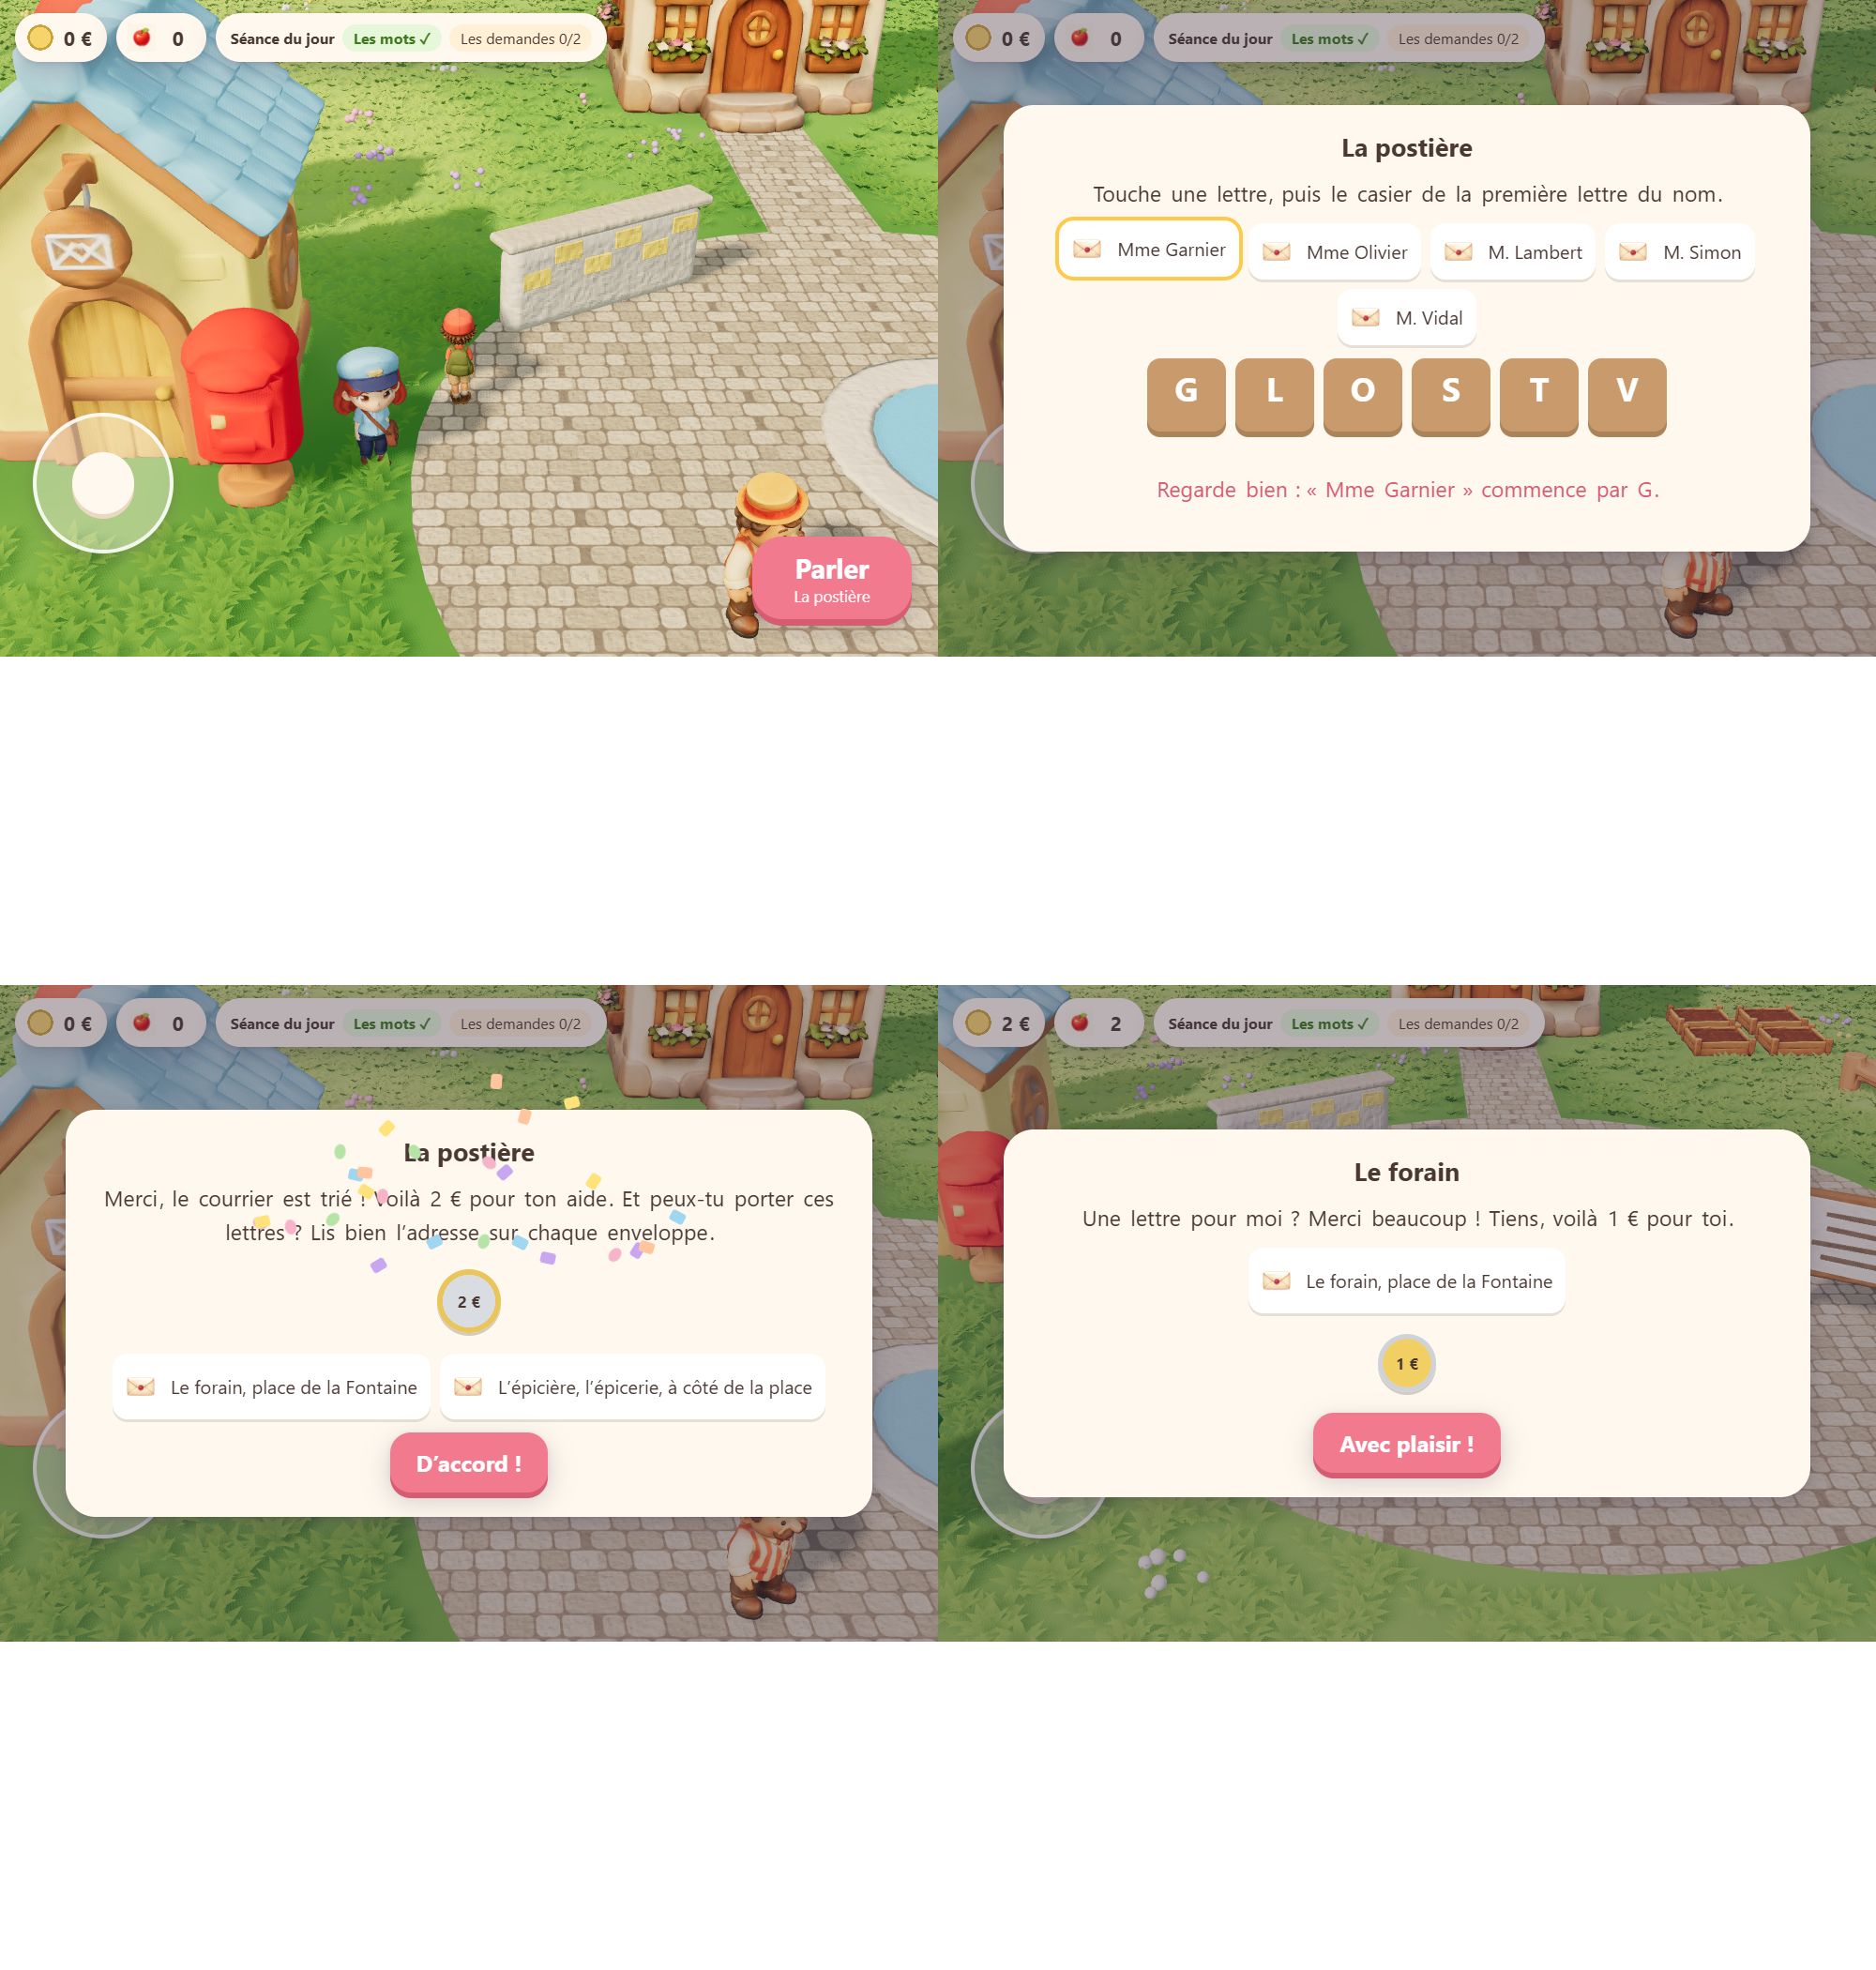 0 €
0
Séance du jour
Les mots ✓
Les demandes 0/2
Parler
La postière
0 €
0
Séance du jour
Les mots ✓
Les demandes 0/2
La postière
Touche une lettre, puis le casier de la première lettre du nom.
Mme Garnier
Mme Olivier
M. Lambert
M. Simon
M. Vidal
G L O S T V
Regarde bien : « Mme Garnier » commence par G.
0 €
0
Séance du jour
Les mots ✓
Les demandes 0/2
La postière
Merci, le courrier est trié ! Voilà 2 € pour ton aide. Et peux-tu porter ces
lettres ? Lis bien l’adresse sur chaque enveloppe.
2 €
Le forain, place de la Fontaine
L’épicière, l’épicerie, à côté de la place
D’accord !
2 €
2
Séance du jour
Les mots ✓
Les demandes 0/2
Le forain
Une lettre pour moi ? Merci beaucoup ! Tiens, voilà 1 € pour toi.
Le forain, place de la Fontaine
1 €
Avec plaisir !